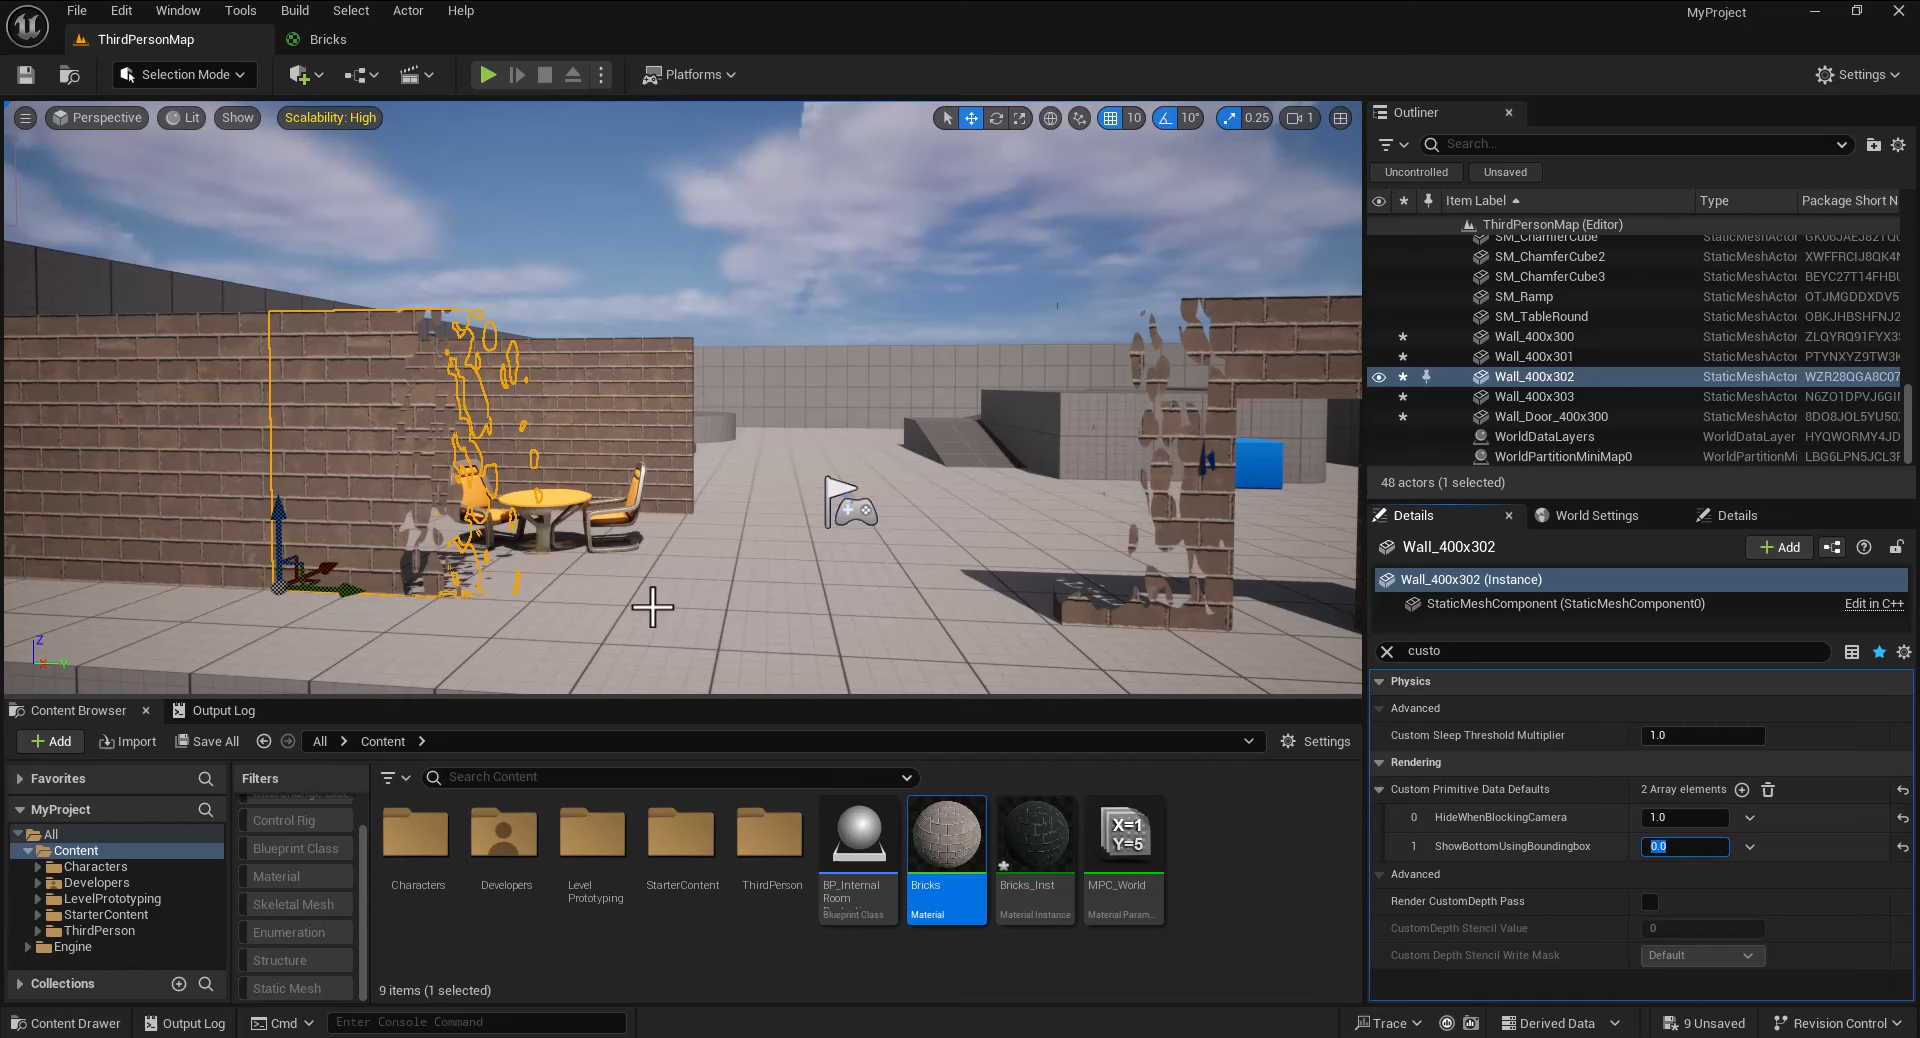 File Edit Window Tools Build Select Actor Help
MyProject
ThirdPersonMap
Bricks
Selection Mode
Platforms
Settings
Perspective
Lit
Show
Scalability: High
10
10°
0.25
1
Z
Outliner
Search...
Uncontrolled
Unsaved
Item Label Type Package Short N
ThirdPersonMap (Editor)
SM_ChamferCube StaticMeshActor
SM_ChamferCube2 StaticMeshActor XWFFRCIJ8QK4
SM_ChamferCube3 StaticMeshActor BEYC27T14FHBU
SM_Ramp StaticMeshActor OTJMGDDXDV5
SM_TableRound StaticMeshActor OBKJHBSHFNJ2
Wall_400x300 StaticMeshActor ZLQYRQ91FYX3
Wall_400x301 StaticMeshActor PTYNXYZ9TW3K
Wall_400x302 StaticMeshActor WZR28QGA8C07
Wall_400x303 StaticMeshActor N6ZO1DPVJ6GI
Wall_Door_400x300 StaticMeshActor 8DO8JOL5YU50
WorldDataLayers WorldDataLayer HYQWORMY4JD
WorldPartitionMiniMap0 WorldPartitionMi LBG6LPN5JCL3
48 actors (1 selected)
Details
World Settings
Details
Wall_400x302
Add
Wall_400x302 (Instance)
StaticMeshComponent (StaticMeshComponent0) Edit in C++
custo
Physics
Advanced
Custom Sleep Threshold Multiplier 1.0
Rendering
Custom Primitive Data Defaults 2 Array elements
0 HideWhenBlockingCamera 1.0
1 ShowBottomUsingBoundingbox 0.0
Advanced
Render CustomDepth Pass
CustomDepth Stencil Value 0
Custom Depth Stencil Write Mask Default
Content Browser
Output Log
Add
Import
Save All
All
Content
Settings
Favorites
MyProject
All
Content
Characters
Developers
LevelPrototyping
StarterContent
ThirdPerson
Engine
Collections
Filters
Control Rig
Blueprint Class
Material
Skeletal Mesh
Enumeration
Structure
Static Mesh
Search Content
Characters
Developers
Level
Prototyping
StarterContent
ThirdPerson
X=1
Y=5
BP_Internal
Room
Blueprint Class
Bricks
Material
Bricks_Inst
Material Instance
MPC_World
Material Param...
9 items (1 selected)
Content Drawer
Output Log
Cmd
Enter Console Command
Trace
Derived Data
9 Unsaved
Revision Control